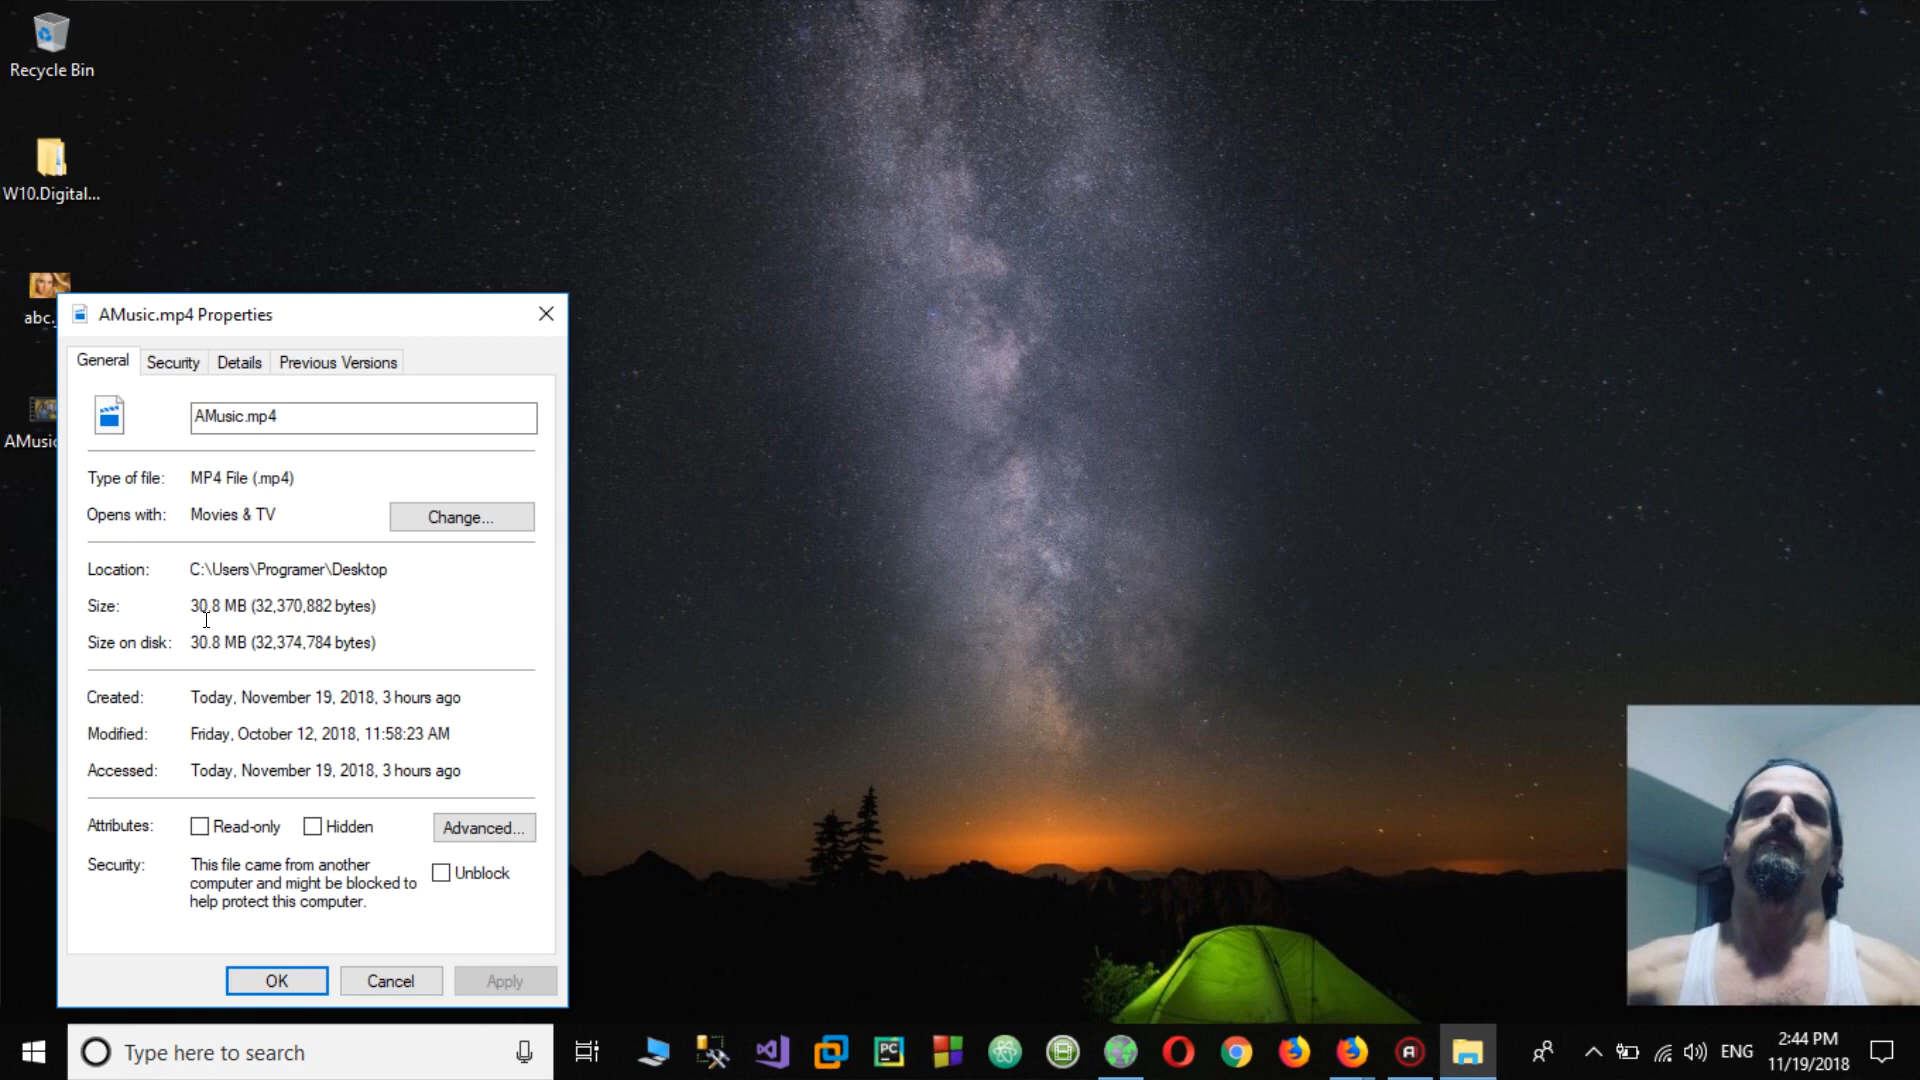 Recycle Bin
W10.Digital...
abc.
AMusic
AMusic.mp4 Properties
General
Security
Details
Previous Versions
AMusic.mp4
Type of file: MP4 File (.mp4)
Opens with: Movies & TV
Change...
Location: C:\Users\Programer\Desktop
Size: 30.8 MB (32,370,882 bytes)
Size on disk: 30.8 MB (32,374,784 bytes)
Created: Today, November 19, 2018, 3 hours ago
Modified: Friday, October 12, 2018, 11:58:23 AM
Accessed: Today, November 19, 2018, 3 hours ago
Attributes: Read-only Hidden Advanced...
Security: This file came from another
computer and might be blocked to
help protect this computer.
Unblock
OK Cancel Apply
Type here to search
PC
A
ENG
2:44 PM
11/19/2018